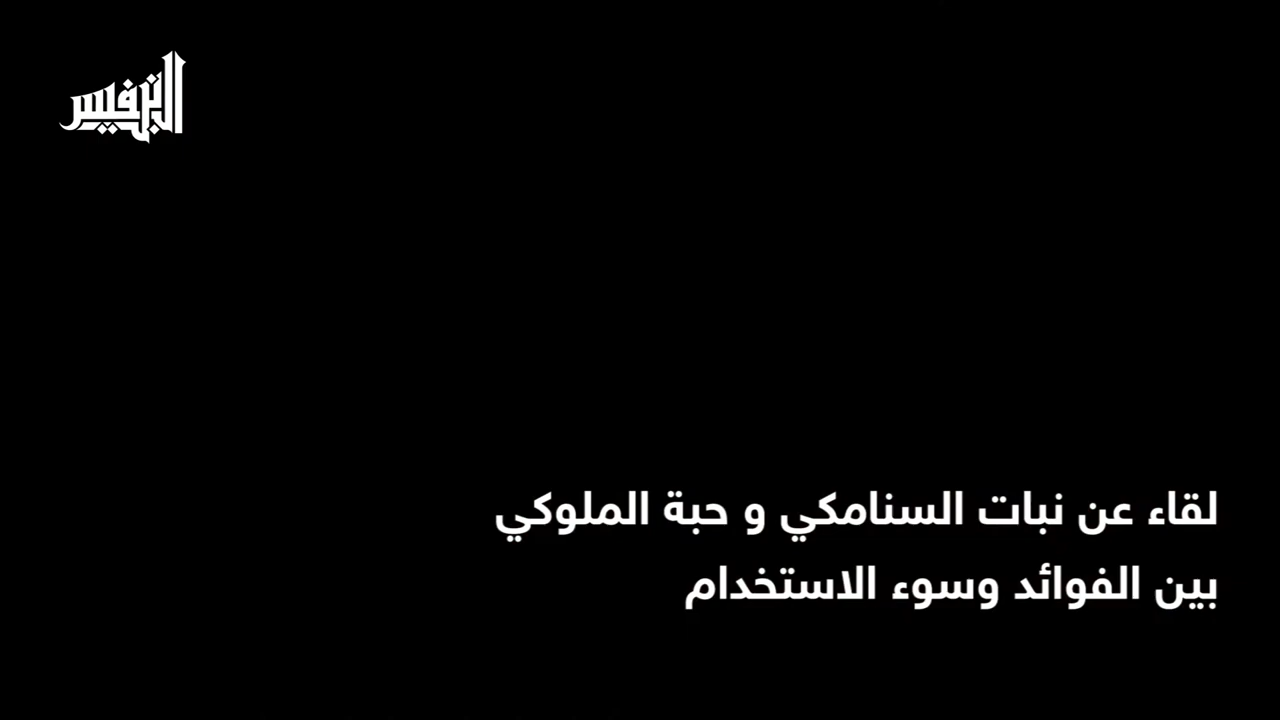 لقاء عن نبات السنامكي و حبة الملوكي
بين الفوائد وسوء الاستخدام